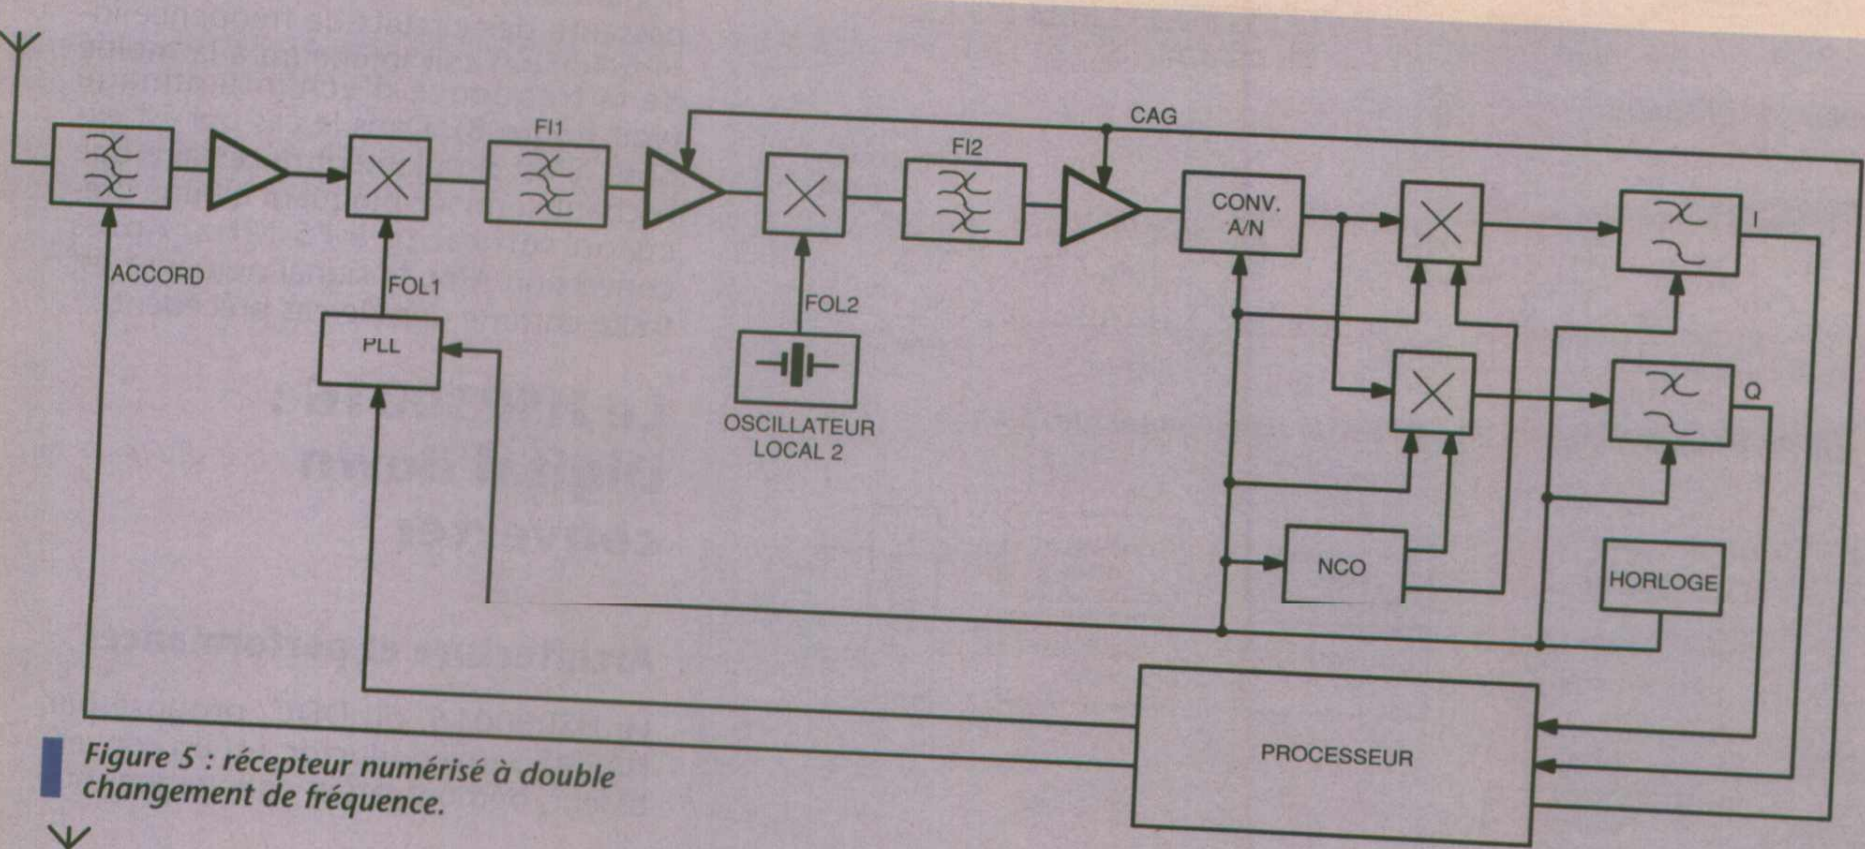 CAG
FI1
FI2
CONV.
A/N
I
ACCORD
FOL1
FOL2
PLL
Q
OSCILLATEUR
LOCAL 2
NCO
HORLOGE
PROCESSEUR
Figure 5 : récepteur numérisé à double
changement de fréquence.